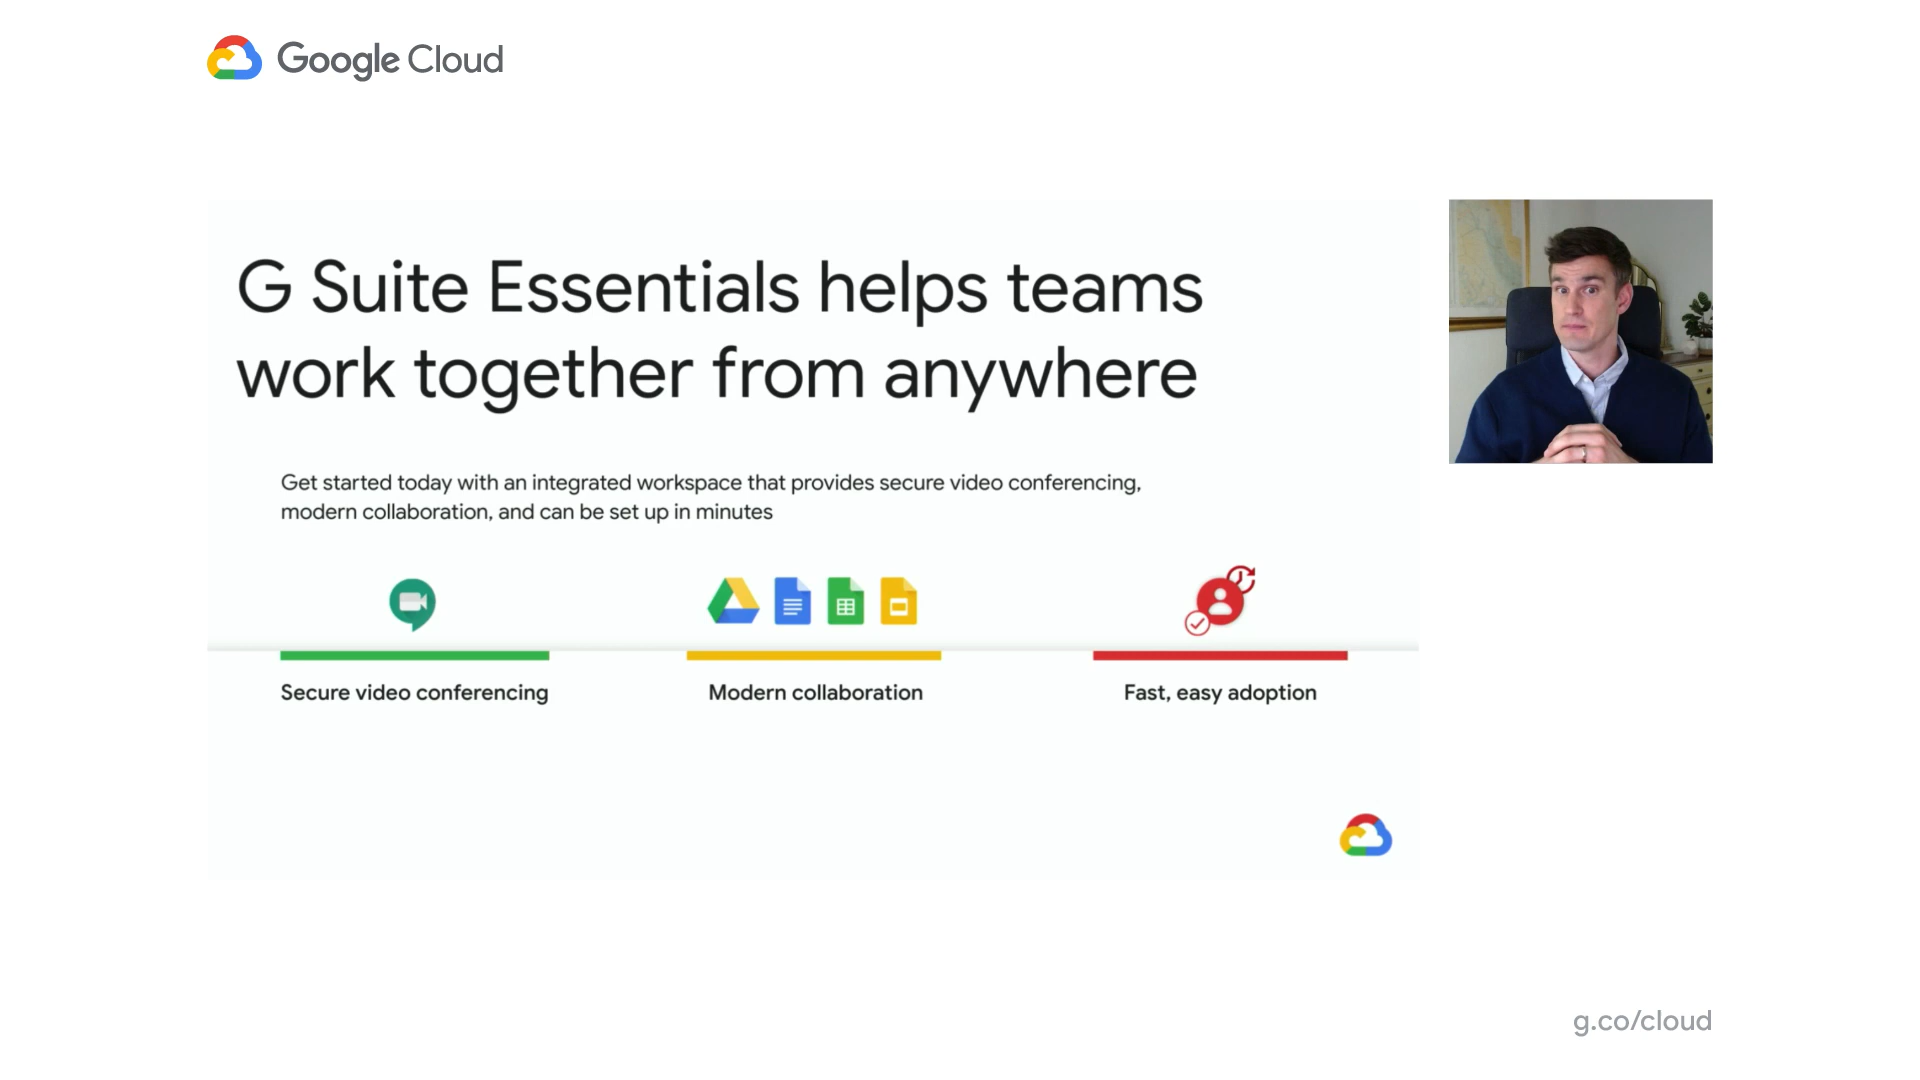 Google Cloud
G Suite Essentials helps teams
work together from anywhere
Get started today with an integrated workspace that provides secure video conferencing,
modern collaboration, and can be set up in minutes
Secure video conferencing
Modern collaboration
Fast, easy adoption
g.co/cloud